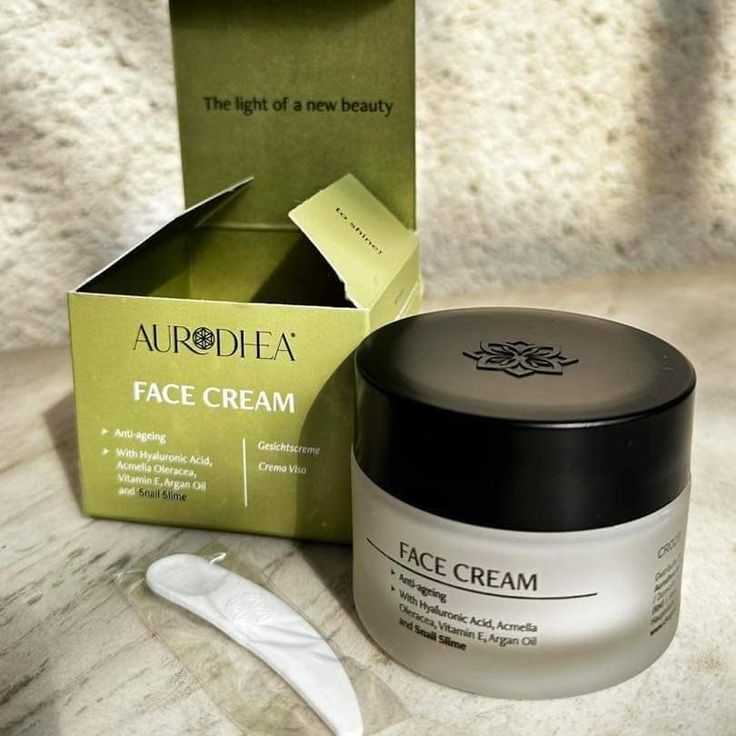 The light of a new beauty
to shine!
AURODHEA®
FACE CREAM
➤ Anti-ageing
➤ With Hyaluronic Acid,
Acmella Oleracea,
Vitamin E, Argan Oil
and Snail Slime
Gesichtscreme
Crema Viso
FACE CREAM
➤ Anti-ageing
➤ With Hyaluronic Acid, Acmella
Oleracea, Vitamin E, Argan Oil
and Snail Slime